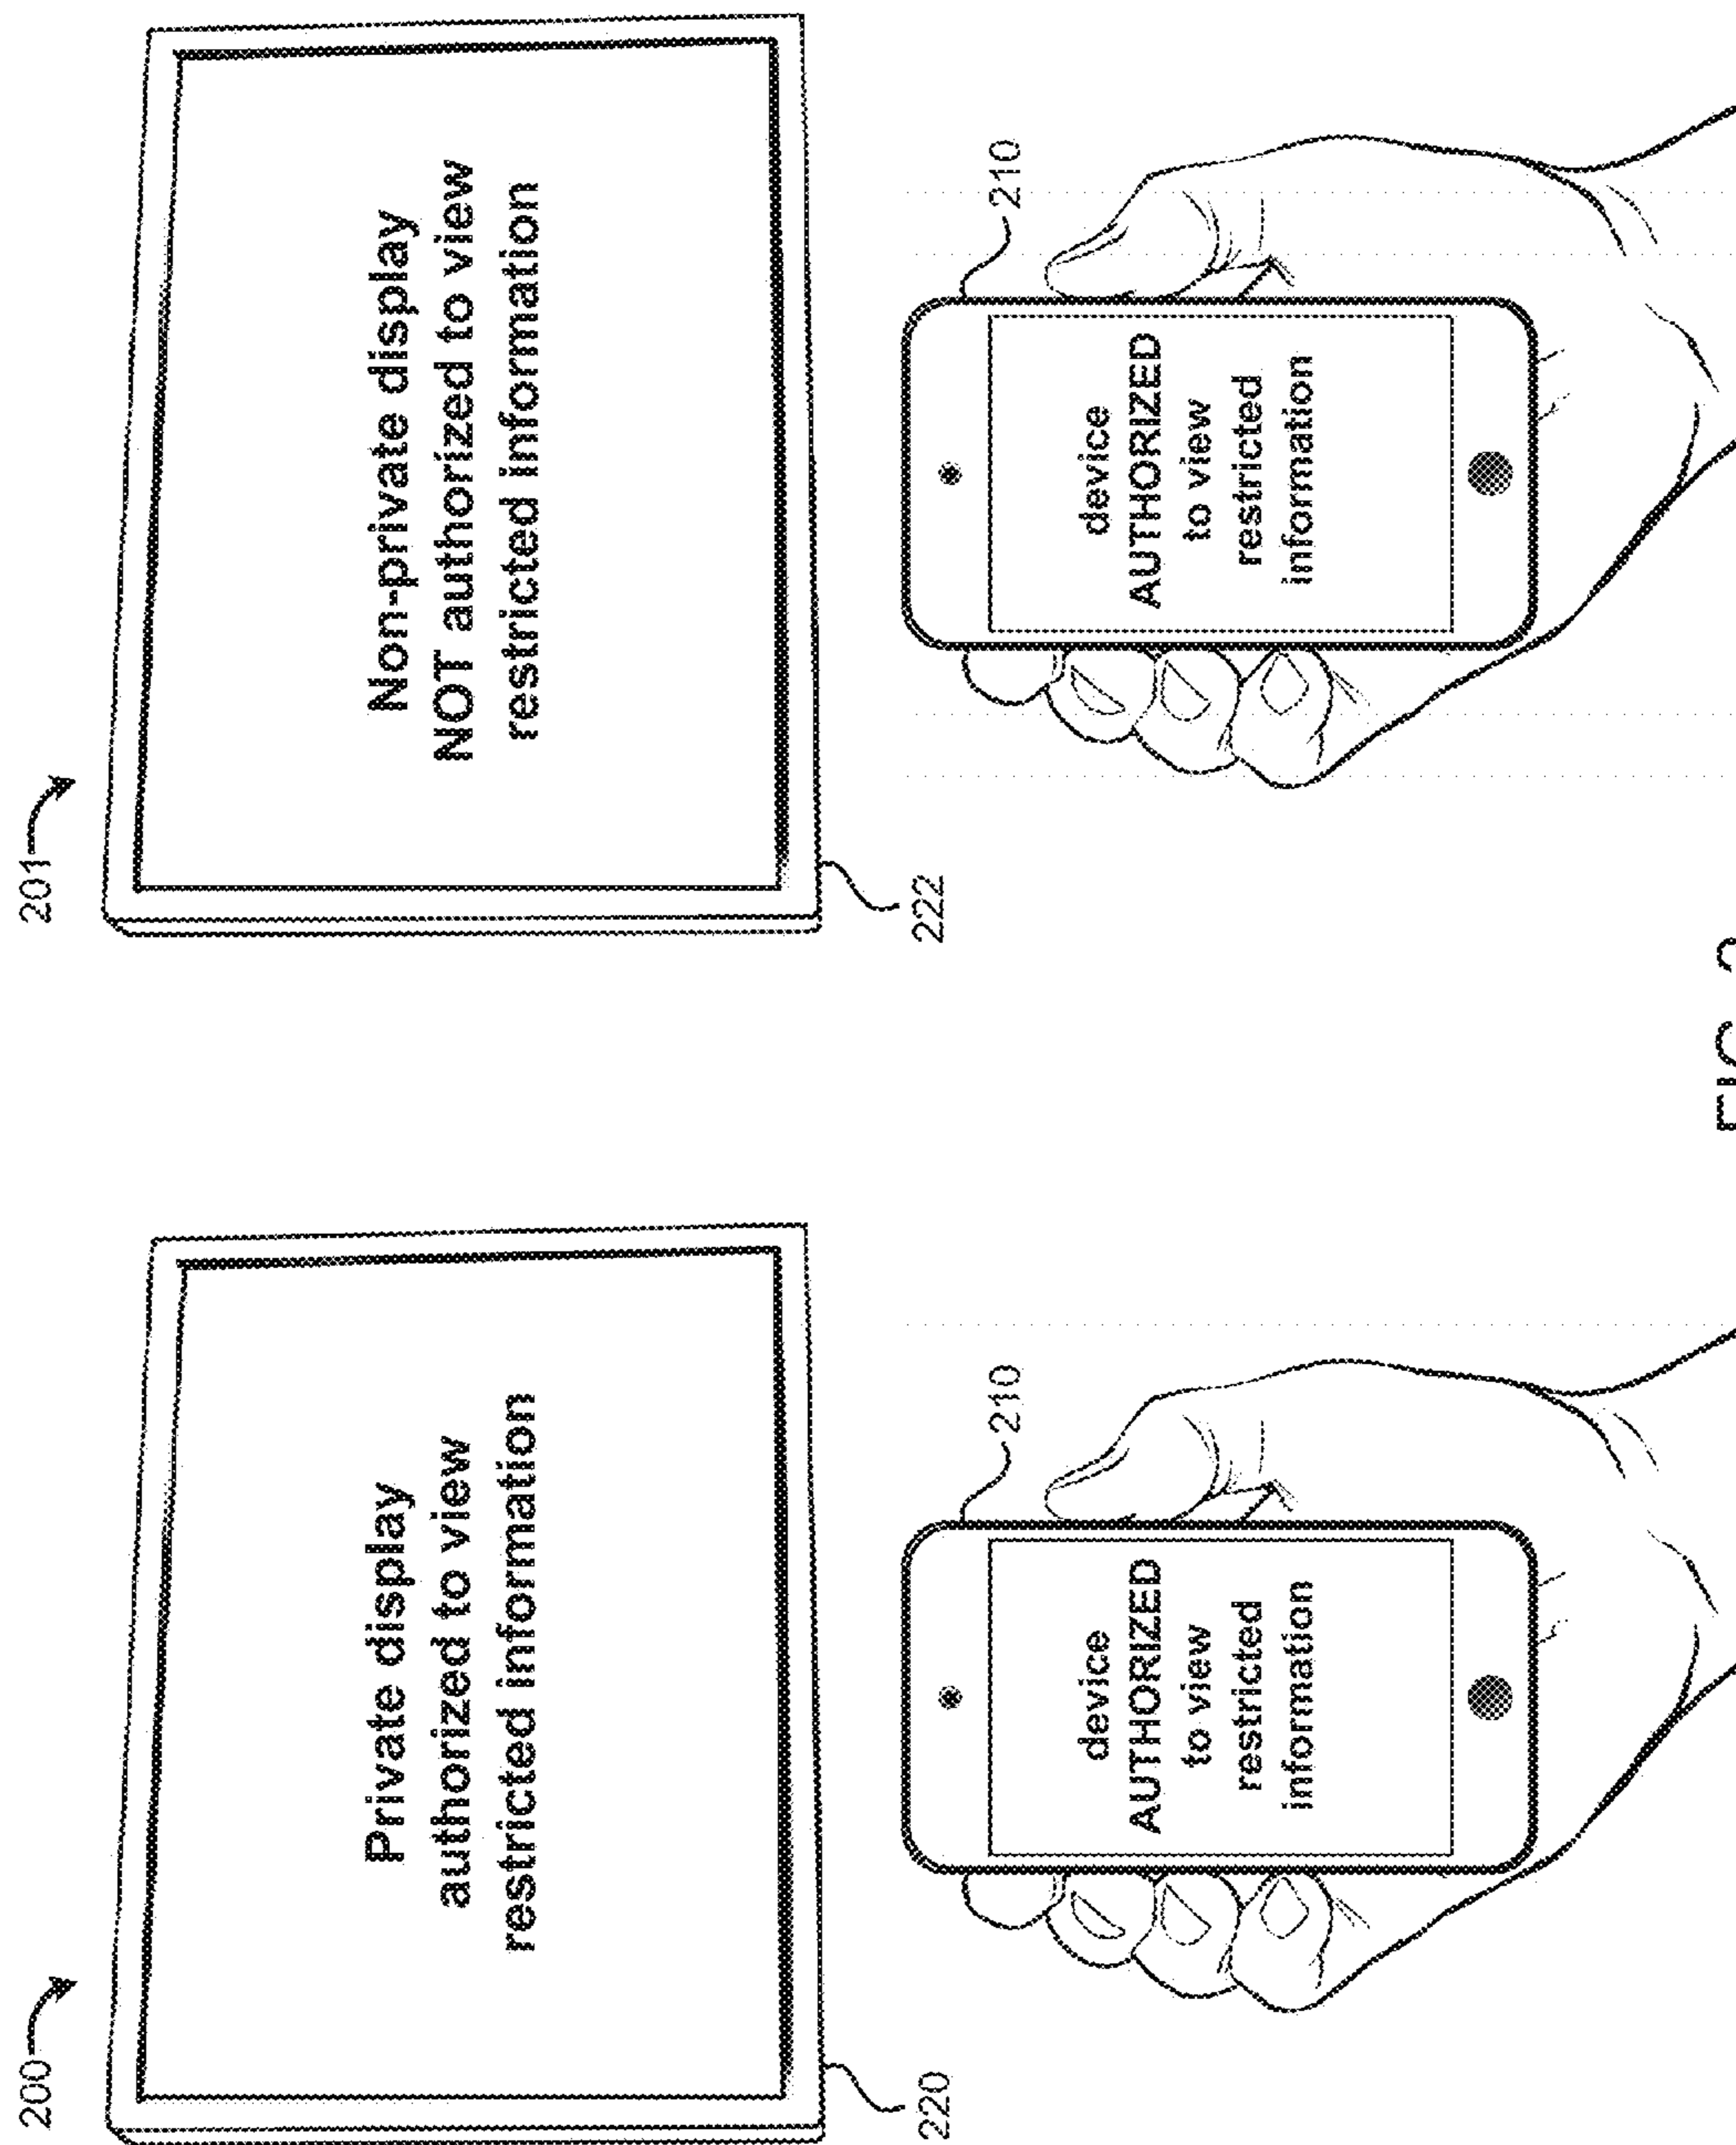 200
Private display
authorized to view
restricted information
220
210
device
AUTHORIZED
to view
restricted
information
201
Non-private display
NOT authorized to view
restricted information
222
210
device
AUTHORIZED
to view
restricted
information
FIG.